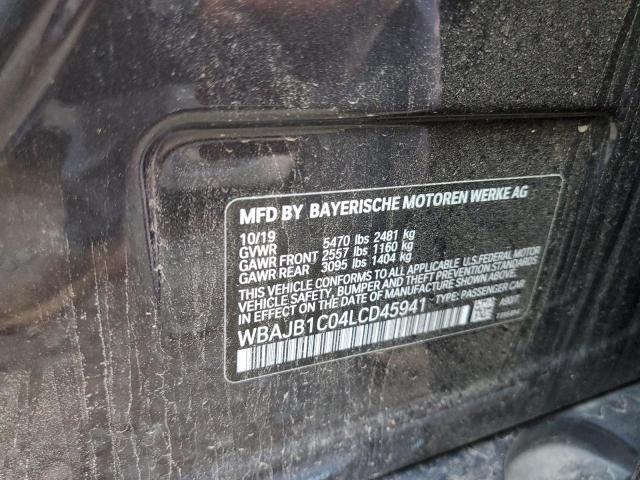 MFD BY BAYERISCHE MOTOREN WERKE AG
10/19
GVWR 5470 lbs 2481 kg
GAWR FRONT 2557 lbs 1160 kg
GAWR REAR 3095 lbs 1404 kg
THIS VEHICLE CONFORMS TO ALL APPLICABLE U.S. FEDERAL MOTOR
VEHICLE SAFETY, BUMPER AND THEFT PREVENTION STANDARDS
IN EFFECT ON THE DATE OF MANUFACTURE SHOWN ABOVE.
WBAJB1C04LCD45941 TYPE: PASSENGER CAR